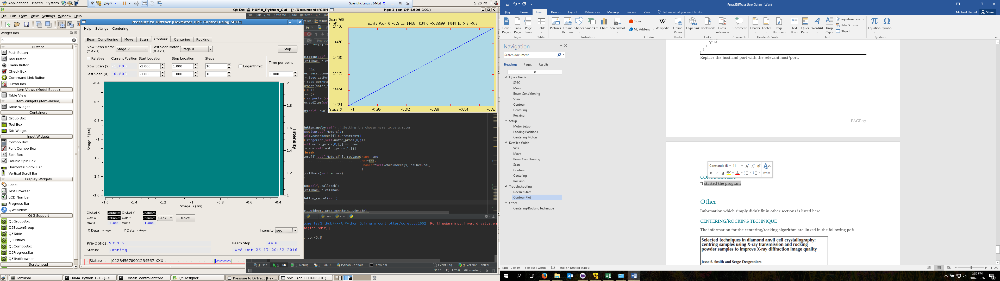 Applications Places System
Player
Scientific Linux 5 64-bit
5:20 PM
Qt De
File Edit Form View Settings Window Help
Widget Box
b
Buttons
Push Button
Tool Button
Radio Button
Check Box
Command Link Button
Button Box
Item Views (Model-Based)
Table View
Item Widgets (Item-Based)
Table Widget
Containers
Group Box
Tool Box
Tab Widget
Input Widgets
Combo Box
Font Combo Box
Spin Box
Double Spin Box
Horizontal Scroll Bar
Vertical Scroll Bar
Display Widgets
Label
Text Browser
LCD Number
Progress Bar
QWebView
Qt 3 Support
Q3GroupBox
Q3ButtonGroup
Q3Table
Q3ListBox
Q3ComboBox
Q3ProgressBar
Q3TextBrowser
Scratchpad
Pressure to Diffract |HexMotor HPC Control using SPEC|
Help Settings Centering
Beam Conditioning Move Scan Contour Centering Rocking
Slow Scan Motor (Y Axis) Stage Z Fast Scan Motor (X Axis) Stage X Stop
Relative Current Position Start Location Stop Location Steps Time per point
Slow Scan (Y) -1.000 -1.000 1.000 10 Logarithmic
Fast Scan (X) -0.800 -1.000 1.000 10 1.000
-0.4
-0.6
-0.8
-1
-1.2
-1.4
-1.6
Stage Z(mm)
2
1.8
1.6
1.4
1.2
1
Intensity
-1.6 -1.4 -1.2 -1 -0.8 -0.6 -0.4
Stage X(mm)
Clicked X Unknown Clicked Y Unknown
COM X Unknown COM Y Unknown Click Move
Max X -1.000 Max Y -1.000
X Data xstage Y Data zstage Intensity sec
Pre-Optics: 999992 Beam Stop: 14436
Status: Running Wed Oct 26 17:20:52 2016
Status: 012345678901234567 XXX
HXMA_Python_Gui - [~/Documents/GitH
File Edit View Navigate Code Refactor Run Too
hpc 1 (on OPI1606-101)
Scan 760
pinf
pinf: Peak @ -0.8 is 14436 COM @ -0.89999 FWHM is 0 @ -0.8
14436
14436
14435
14435
14434
14434
Stage X -1 -0.96 -0.92 -0.88 -0.84 -0.8
Button_apply(self): # Setting the chosen name to be a motor
nge(len(self.Motors)):
self.comboboxes[i].currentText()
n range(len(self.motor_props[0])):
self.motor_props[0][j] == name:
mne = self.motor_props[1][j]
break
tors[i]=self.Motors[i]._replace(Name=name,
Mne=mne,
Enabled=self.checkboxes[i].isChecked()
)
_callback(self.Motors)
back(self, callback):
_callback = callback
Button_cancel(self):
ui.QWidget, DragTextMixin, UiMixin):
run run run run
cuments/GitHub/HXMA_Python_Gui/main_controller/core.py:1602: RuntimeWarning: invalid value en
ge(inp.ndim)]
d to -0.8
3: Find 4: Run 5: Debug 6: TODO Python Console Terminal Event Log 9: Version Control
356:1 LF UTF-8 Git: master
Terminal HXMA_Python_Gui - [~/D... .../main_controller/core.... Qt Designer Pressure to Diffract |Hex... hpc 1 (on OPI1606-101)
Press2Diffract User Guide - Word
File Home Insert Design Layout References Mailings Review View Tell me what you want to do... Michael Hamel Share
Cover Page Blank Page Page Break Table Pictures Online Pictures Shapes SmartArt Chart Screenshot Store My Add-ins Wikipedia Online Video Hyperlink Bookmark Cross-reference Comment Header Footer Page Number Text Box Quick Parts WordArt Drop Cap Signature Line Date & Time Object Equation Symbol
Pages Tables Illustrations Add-ins Media Links Comments Header & Footer Text Symbols
Navigation
Search document
Headings Pages Results
Quick Guide
SPEC
Move
Beam Conditioning
Scan
Contour
Centering
Rocking
Setup
Motor Setup
Loading Positions
Centering Motors
Detailed Guide
SPEC
Move
Beam Conditioning
Scan
Contour
Centering
Rocking
Troubleshooting
Doesn't Start
Contour Plot
Other
Centering/Rocking technique
"y": 10
}
}
}
Replace the host and port with the relevant host/port.
PAGE 17
Constantia (B 11
B I U Styles
“I started the program
Other
Information which simply didn't fit in other sections is listed here.
CENTERING/ROCKING TECHNIQUE
The information for the centering/rocking algorithm are linked in the following pdf:
Selected techniques in diamond anvil cell crystallography:
centring samples using X-ray transmission and rocking
powder samples to improve X-ray diffraction image quality
Jesse S. Smith and Serge Desgreniers
Page 19 of 19 3 of 1551 words English (United States) 110%
5:20 PM
2016-10-26